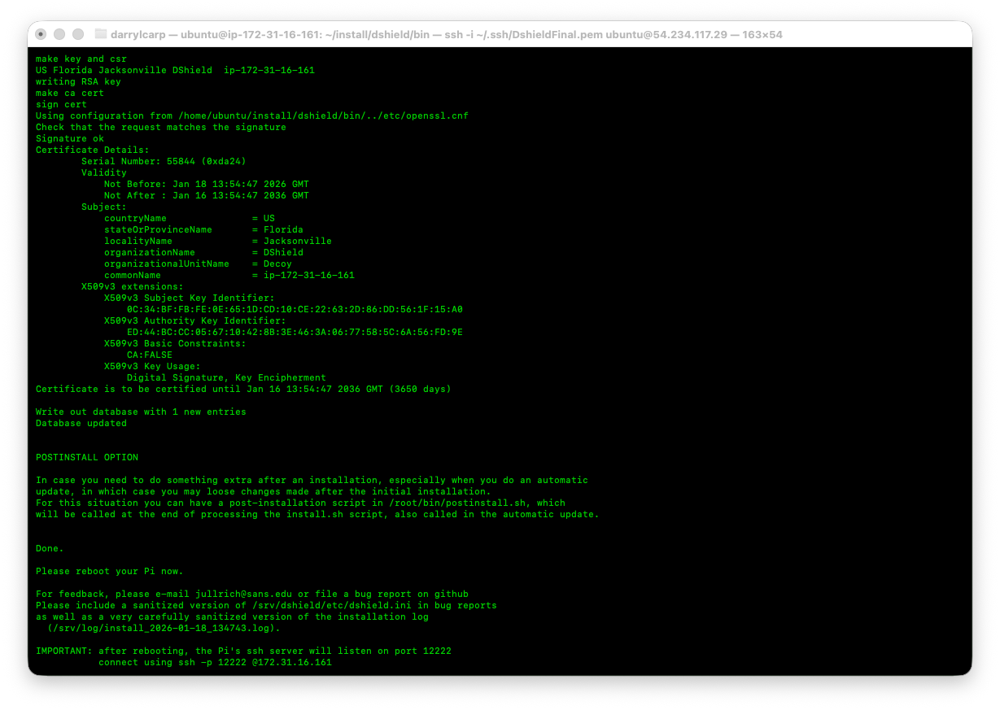 darrylcarp — ubuntu@ip-172-31-16-161: ~/install/dshield/bin — ssh -i ~/.ssh/DshieldFinal.pem ubuntu@54.234.117.29 — 163×54
make key and csr
US Florida Jacksonville DShield  ip-172-31-16-161
writing RSA key
make ca cert
sign cert
Using configuration from /home/ubuntu/install/dshield/bin/../etc/openssl.cnf
Check that the request matches the signature
Signature ok
Certificate Details:
        Serial Number: 55844 (0xda24)
        Validity
            Not Before: Jan 18 13:54:47 2026 GMT
            Not After : Jan 16 13:54:47 2036 GMT
        Subject:
            countryName               = US
            stateOrProvinceName       = Florida
            localityName              = Jacksonville
            organizationName          = DShield
            organizationalUnitName    = Decoy
            commonName                = ip-172-31-16-161
        X509v3 extensions:
            X509v3 Subject Key Identifier:
                0C:34:BF:FB:FE:0E:65:1D:CD:10:CE:22:63:2D:86:DD:56:1F:15:A0
            X509v3 Authority Key Identifier:
                ED:44:BC:CC:05:67:10:42:8B:3E:46:3A:06:77:58:5C:6A:56:FD:9E
            X509v3 Basic Constraints:
                CA:FALSE
            X509v3 Key Usage:
                Digital Signature, Key Encipherment
Certificate is to be certified until Jan 16 13:54:47 2036 GMT (3650 days)

Write out database with 1 new entries
Database updated


POSTINSTALL OPTION

In case you need to do something extra after an installation, especially when you do an automatic
update, in which case you may loose changes made after the initial installation.
For this situation you can have a post-installation script in /root/bin/postinstall.sh, which
will be called at the end of processing the install.sh script, also called in the automatic update.


Done.

Please reboot your Pi now.

For feedback, please e-mail jullrich@sans.edu or file a bug report on github
Please include a sanitized version of /srv/dshield/etc/dshield.ini in bug reports
as well as a very carefully sanitized version of the installation log
  (/srv/log/install_2026-01-18_134743.log).

IMPORTANT: after rebooting, the Pi's ssh server will listen on port 12222
           connect using ssh -p 12222 @172.31.16.161